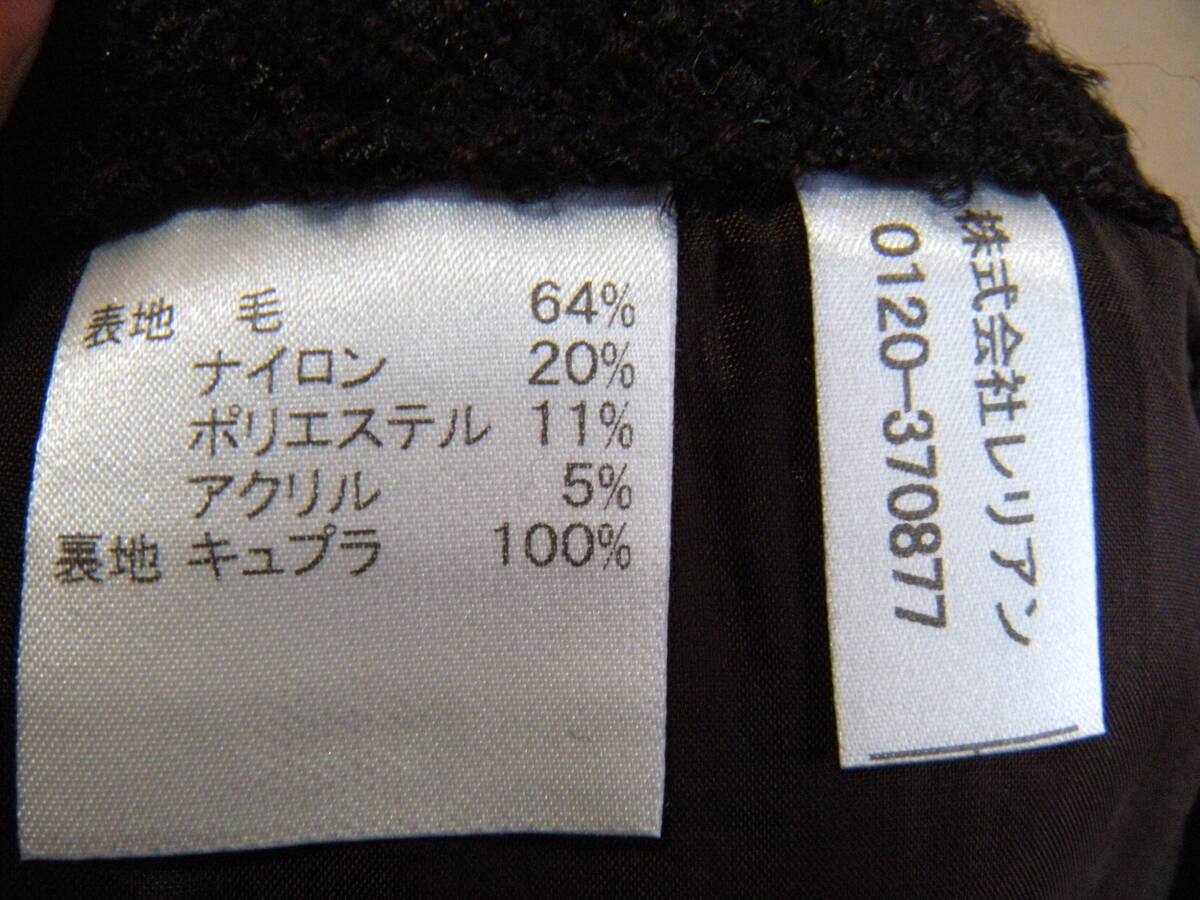 表地 毛 64%
ナイロン 20%
ポリエステル 11%
アクリル 5%
裏地 キュプラ 100%
株式会社レリアン
0120-370877